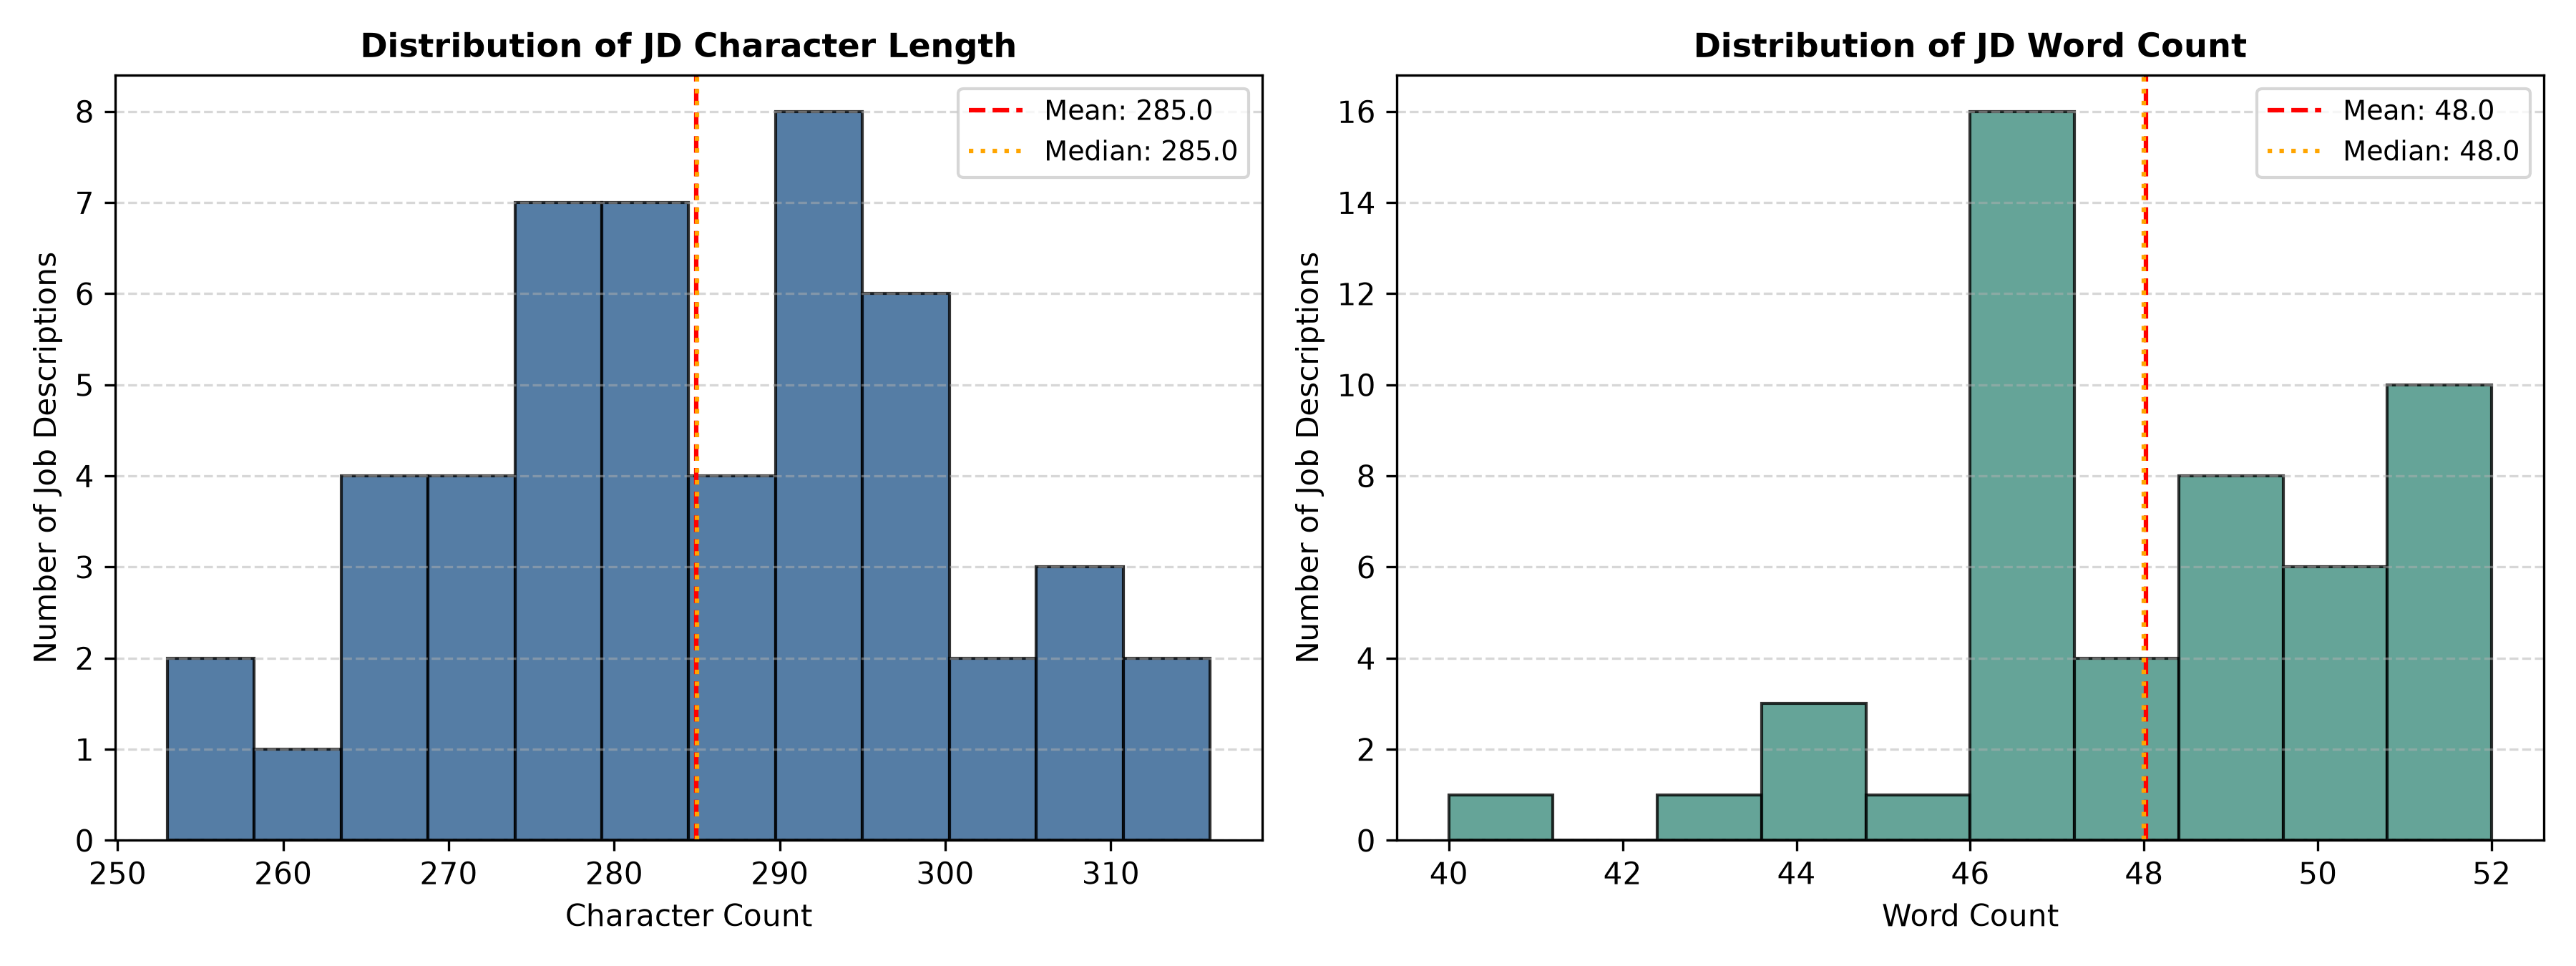 Distribution of JD Character Length
8
7
6
5
4
3
2
1
0
Number of Job Descriptions
Mean: 285.0
Median: 285.0
250 260 270 280 290 300 310
Character Count
Distribution of JD Word Count
16
14
12
10
8
6
4
2
0
Number of Job Descriptions
Mean: 48.0
Median: 48.0
40 42 44 46 48 50 52
Word Count